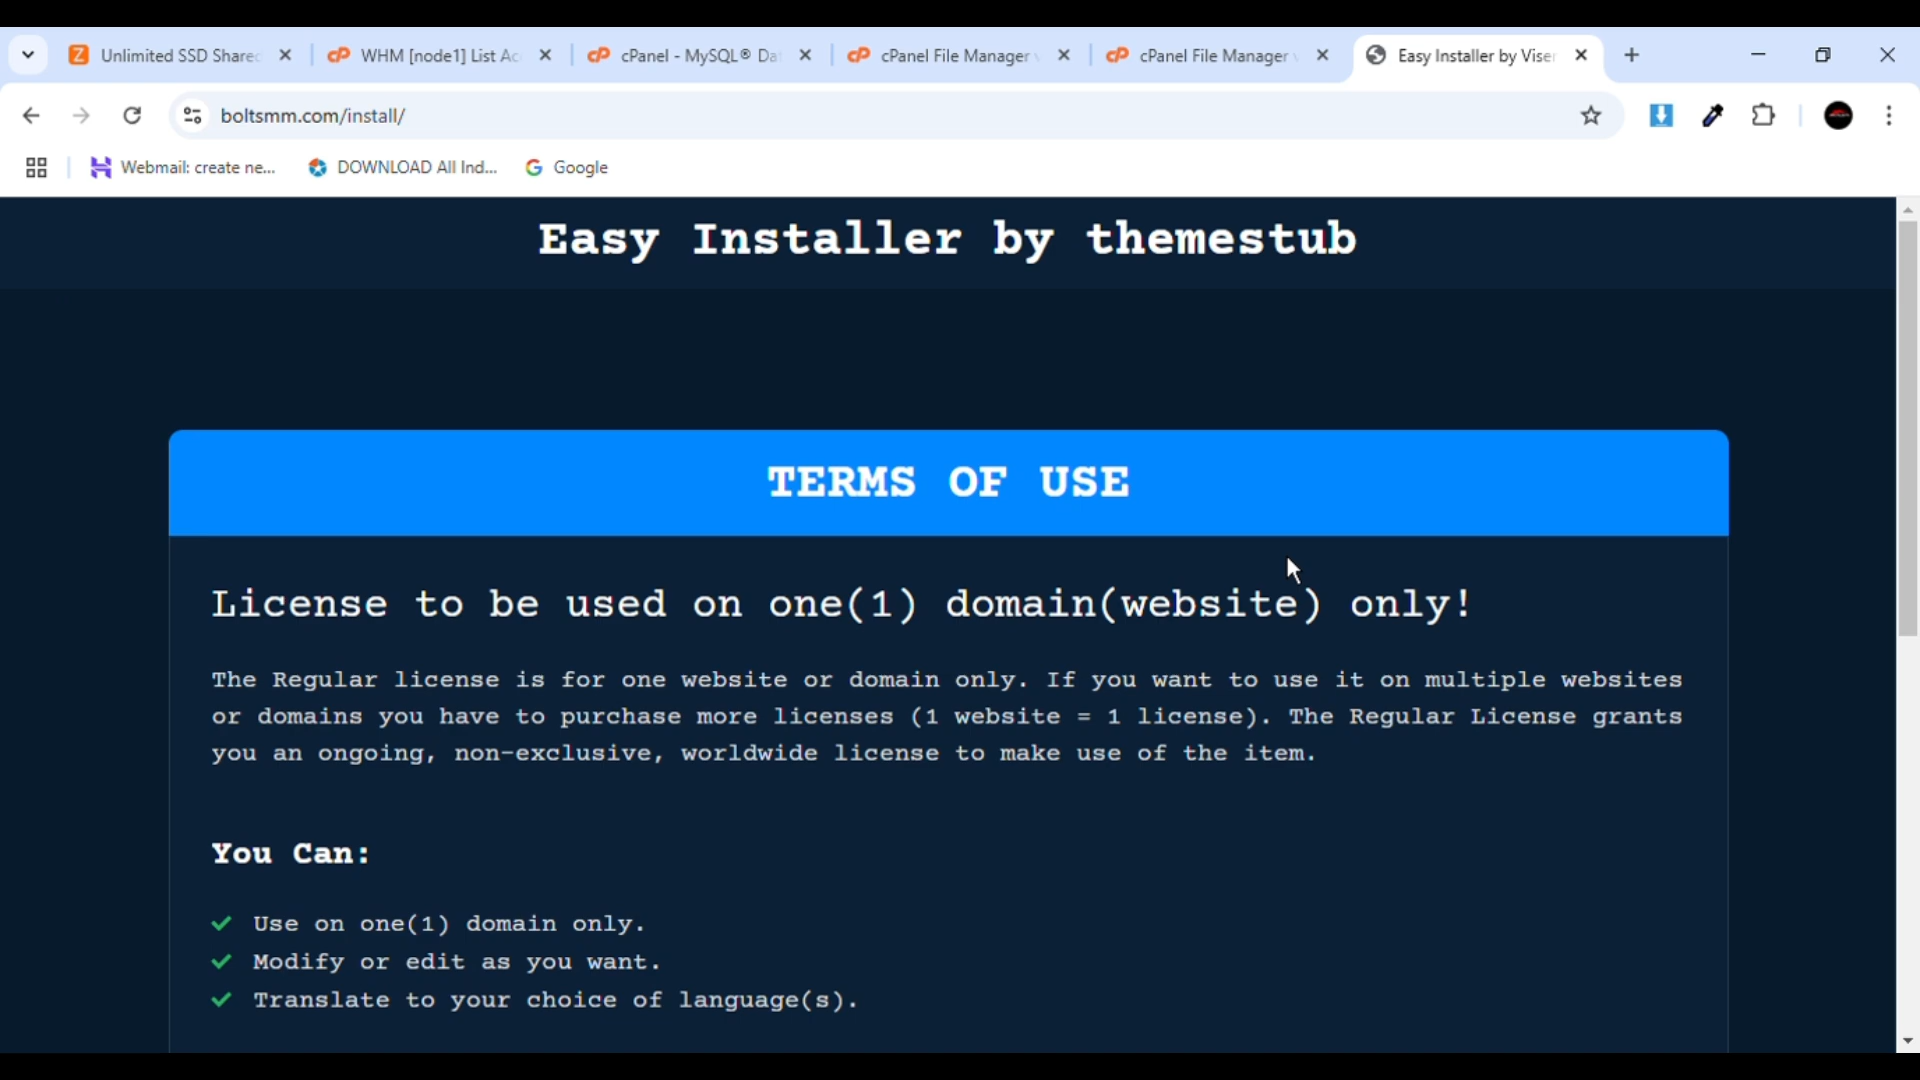 Unlimited SSD Share
WHM [node1] List Ac
cPanel - MySQL® Da
cPanel File Manager
cPanel File Manager
Easy Installer by Viser
boltsmm.com/install/
Webmail: create ne...
DOWNLOAD All Ind...
Google
Easy Installer by themestub
TERMS OF USE
License to be used on one(1) domain(website) only!
The Regular license is for one website or domain only. If you want to use it on multiple websites
or domains you have to purchase more licenses (1 website = 1 license). The Regular License grants
you an ongoing, non-exclusive, worldwide license to make use of the item.
You Can:
Use on one(1) domain only.
Modify or edit as you want.
Translate to your choice of language(s).